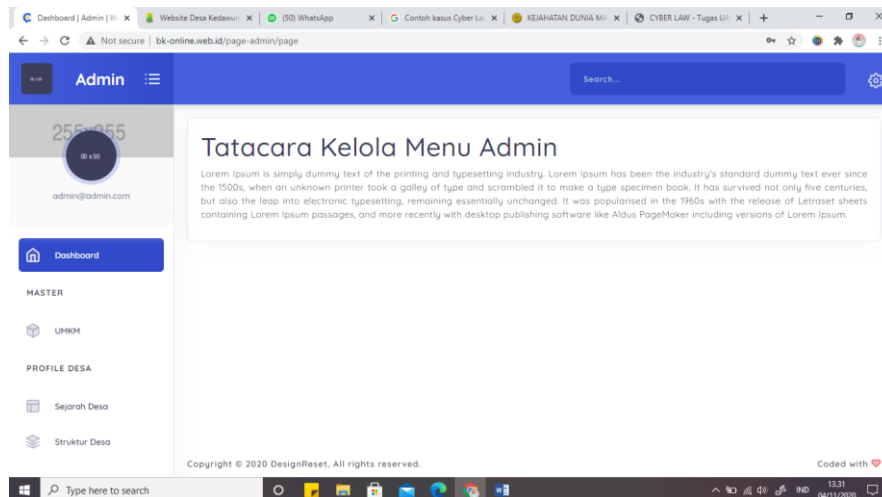 Dashboard | Admin | W
Website Desa Kedawun
(50) WhatsApp
Contoh kasus Cyber La
KEJAHATAN DUNIA MA
CYBER LAW - Tugas UA
Not secure | bk-online.web.id/page-admin/page
Admin
Search...
255x255
90 x 90
admin@admin.com
Dashboard
MASTER
UMKM
PROFILE DESA
Sejarah Desa
Struktur Desa
Tatacara Kelola Menu Admin
Lorem Ipsum is simply dummy text of the printing and typesetting industry. Lorem Ipsum has been the industry's standard dummy text ever since
the 1500s, when an unknown printer took a galley of type and scrambled it to make a type specimen book. It has survived not only five centuries,
but also the leap into electronic typesetting, remaining essentially unchanged. It was popularised in the 1960s with the release of Letraset sheets
containing Lorem Ipsum passages, and more recently with desktop publishing software like Aldus PageMaker including versions of Lorem Ipsum.
Copyright © 2020 DesignReset, All rights reserved.
Coded with
Type here to search
IND
13.31
04/11/2020